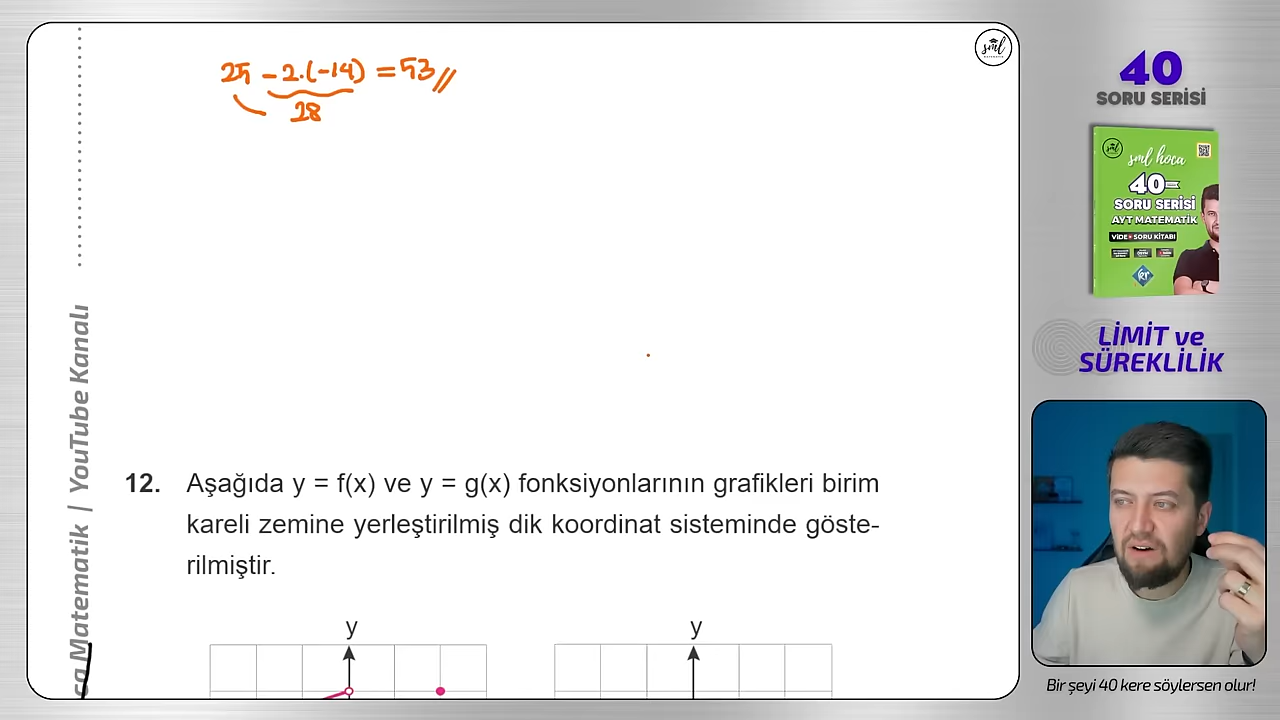 25 - 2.(-14) = 53 //
28
ca Matematik | YouTube Kanalı
12. Aşağıda y = f(x) ve y = g(x) fonksiyonlarının grafikleri birim
kareli zemine yerleştirilmiş dik koordinat sisteminde göste-
rilmiştir.
y
y
sml
40
SORU SERİSİ
sml hoca
40
SORU SERİSİ
AYT MATEMATİK
VİDEO SORU KİTABI
LİMİT ve
SÜREKLİLİK
Bir şeyi 40 kere söylersen olur!